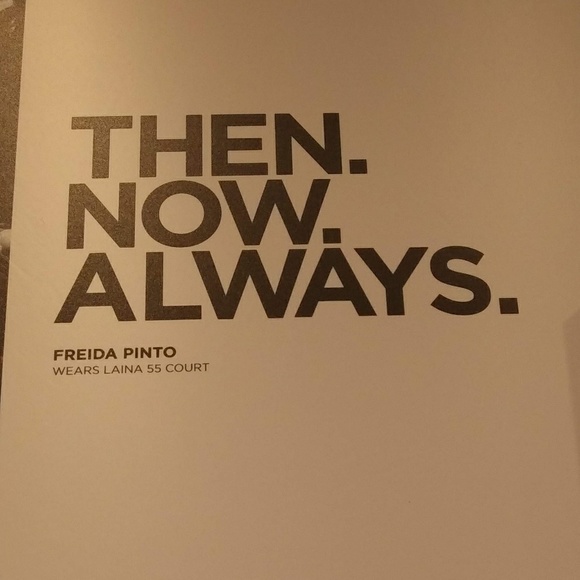 THEN.
NOW.
ALWAYS.
FREIDA PINTO
WEARS LAINA 55 COURT